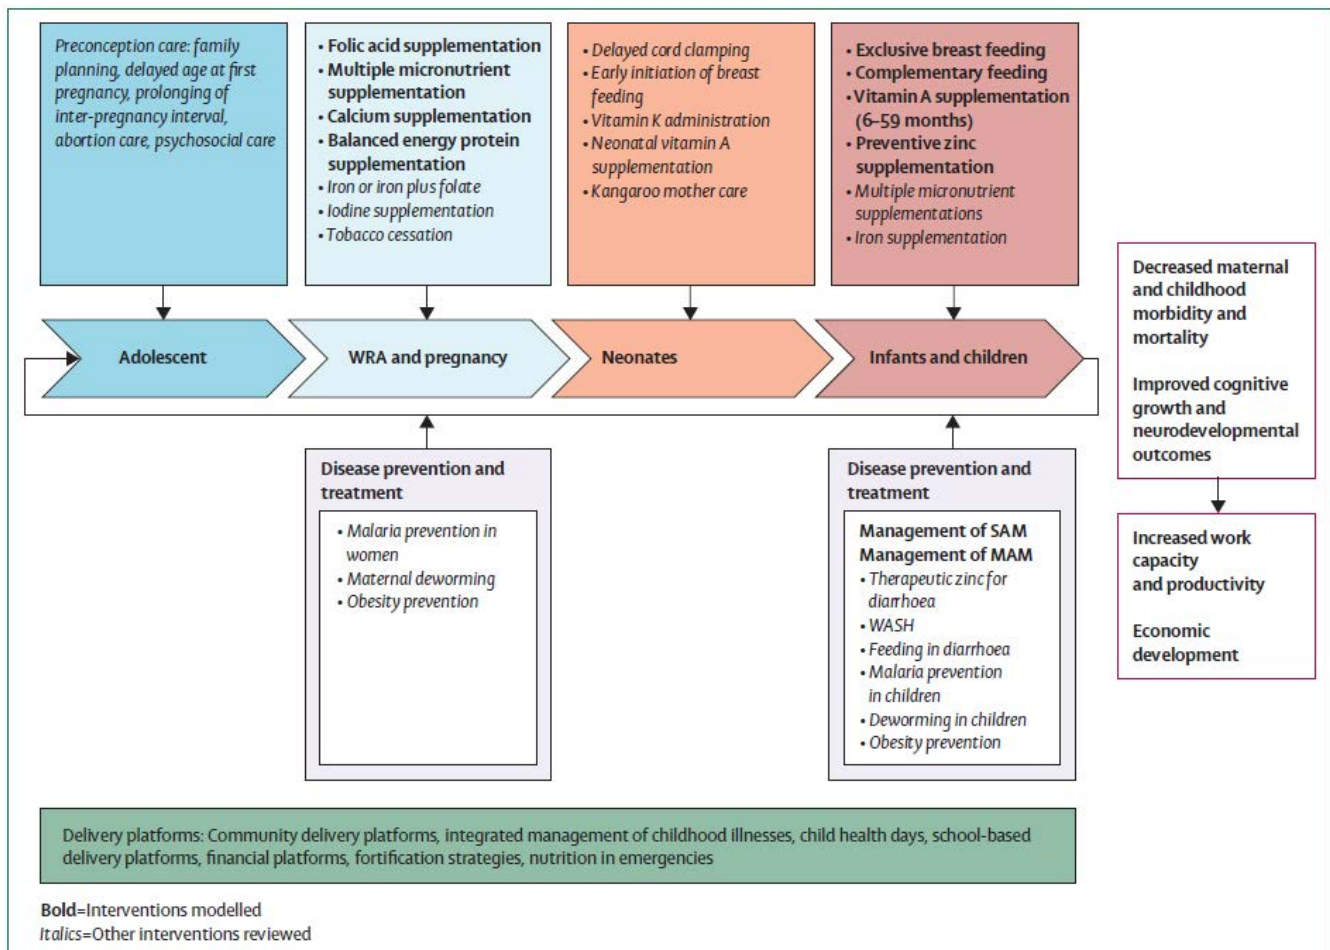 Preconception care: family
planning, delayed age at first
pregnancy, prolonging of
inter-pregnancy interval,
abortion care, psychosocial care
• Folic acid supplementation
• Multiple micronutrient
supplementation
• Calcium supplementation
• Balanced energy protein
supplementation
• Iron or iron plus folate
• Iodine supplementation
• Tobacco cessation
• Delayed cord clamping
• Early initiation of breast
feeding
• Vitamin K administration
• Neonatal vitamin A
supplementation
• Kangaroo mother care
• Exclusive breast feeding
• Complementary feeding
• Vitamin A supplementation
(6–59 months)
• Preventive zinc
supplementation
• Multiple micronutrient
supplementations
• Iron supplementation
Adolescent
WRA and pregnancy
Neonates
Infants and children
Disease prevention and
treatment
• Malaria prevention in
women
• Maternal deworming
• Obesity prevention
Disease prevention and
treatment
Management of SAM
Management of MAM
• Therapeutic zinc for
diarrhoea
• WASH
• Feeding in diarrhoea
• Malaria prevention
in children
• Deworming in children
• Obesity prevention
Decreased maternal
and childhood
morbidity and
mortality
Improved cognitive
growth and
neurodevelopmental
outcomes
Increased work
capacity
and productivity
Economic
development
Delivery platforms: Community delivery platforms, integrated management of childhood illnesses, child health days, school-based
delivery platforms, financial platforms, fortification strategies, nutrition in emergencies
Bold=Interventions modelled
Italics=Other interventions reviewed